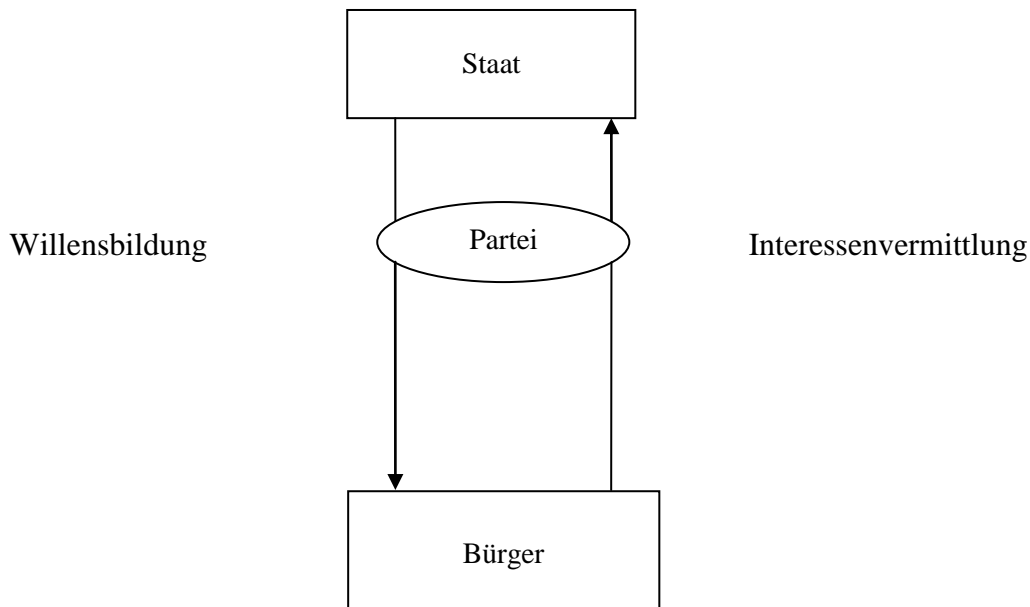 Staat
Partei
Willensbildung
Interessenvermittlung
Bürger